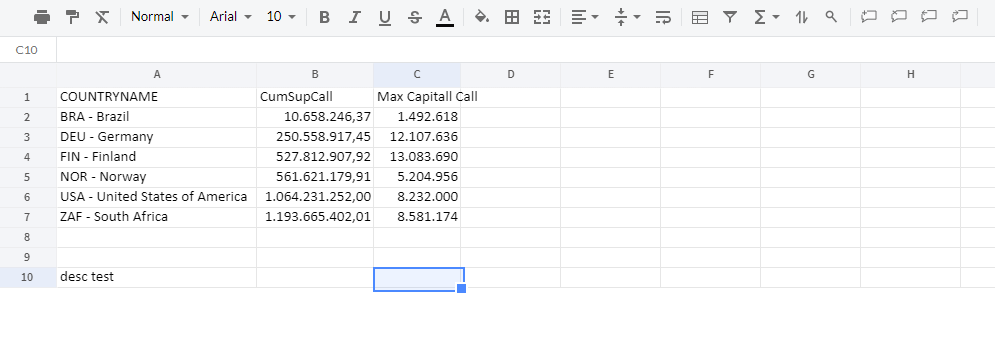 Normal Arial 10 B I U S A
C10
A B C D E F G H
1 COUNTRYNAME CumSupCall Max Capitall Call
2 BRA - Brazil 10.658.246,37 1.492.618
3 DEU - Germany 250.558.917,45 12.107.636
4 FIN - Finland 527.812.907,92 13.083.690
5 NOR - Norway 561.621.179,91 5.204.956
6 USA - United States of America 1.064.231.252,00 8.232.000
7 ZAF - South Africa 1.193.665.402,01 8.581.174
8
9
10 desc test